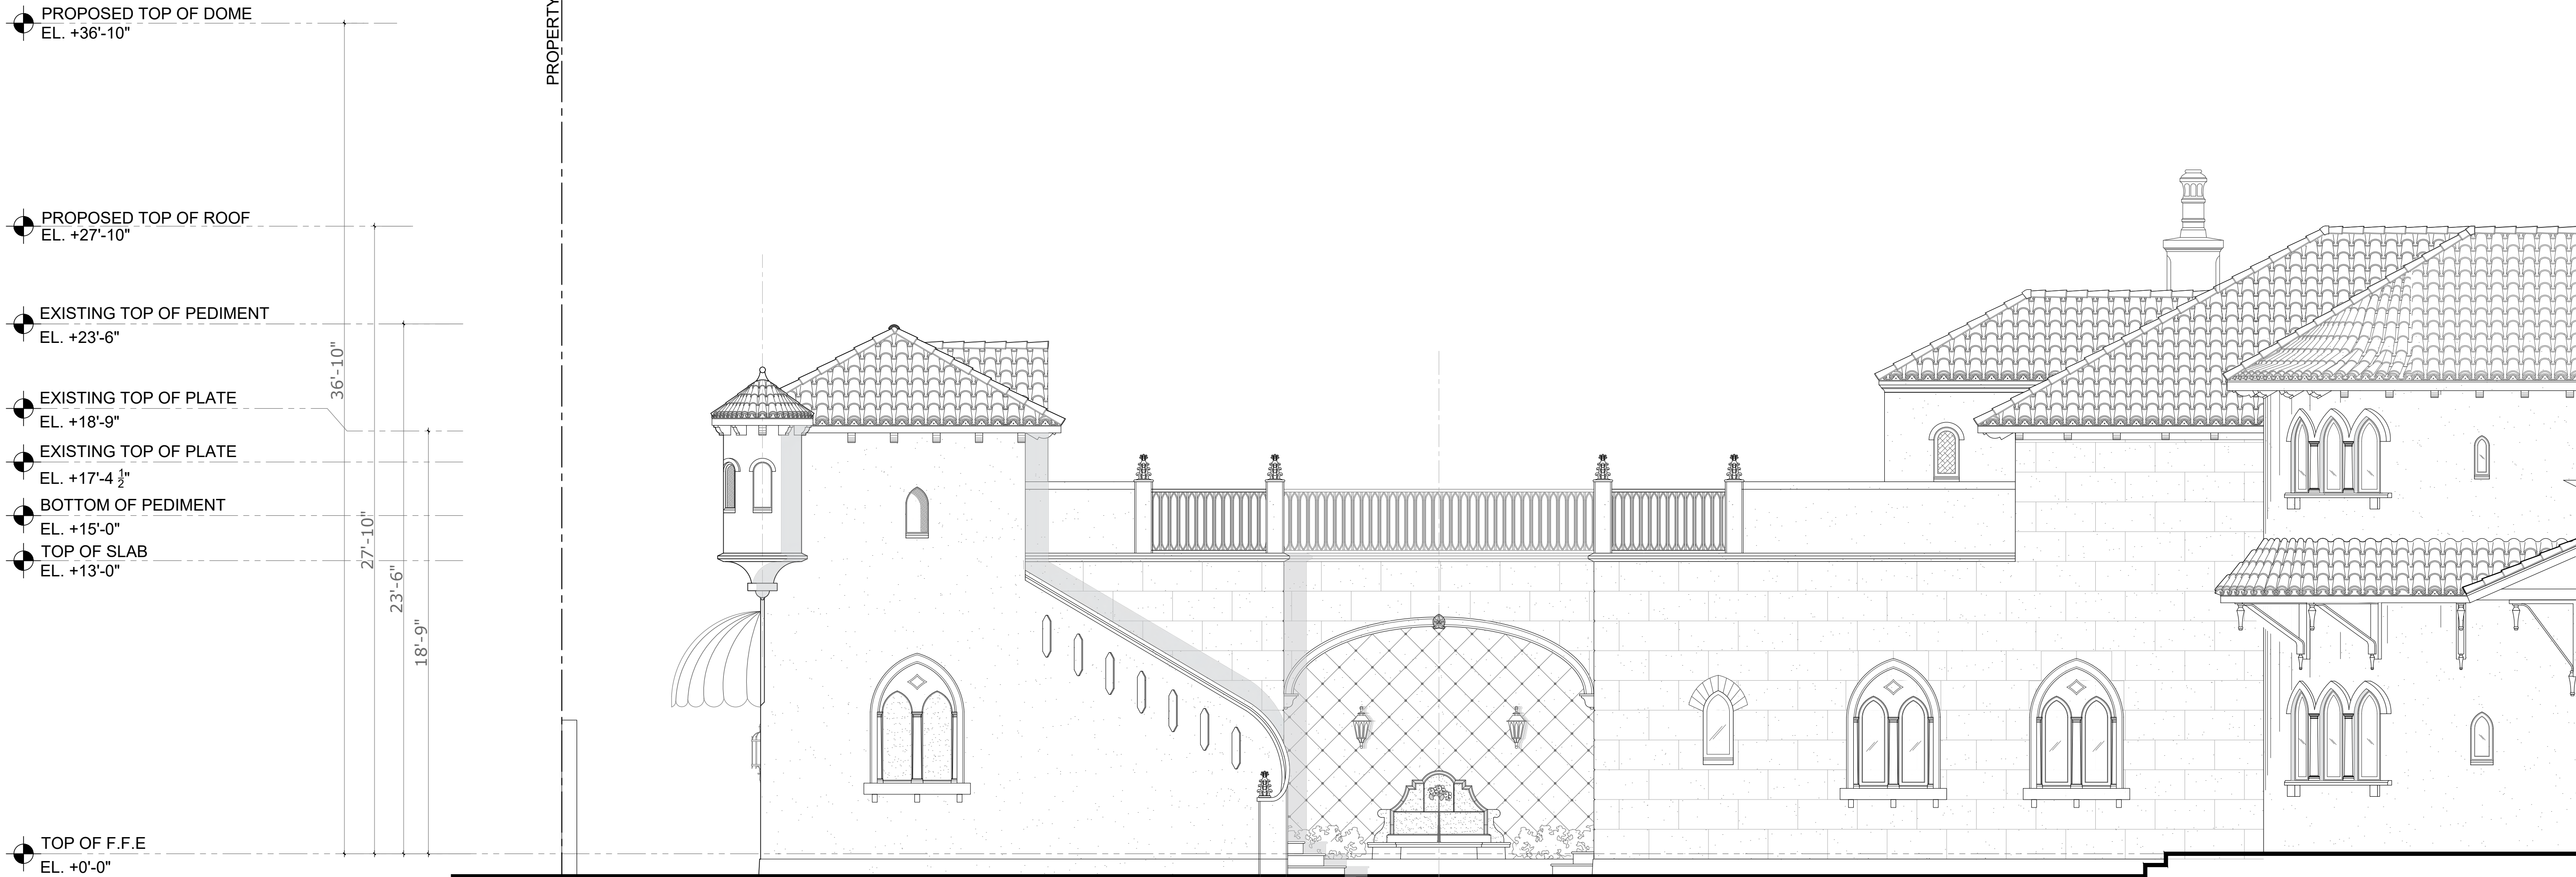 PROPOSED TOP OF DOME
EL. +36'-10"
PROPERTY
PROPOSED TOP OF ROOF
EL. +27'-10"
EXISTING TOP OF PEDIMENT
EL. +23'-6"
36'-10"
EXISTING TOP OF PLATE
EL. +18'-9"
EXISTING TOP OF PLATE
EL. +17'-4 1/2"
BOTTOM OF PEDIMENT
EL. +15'-0"
27'-10"
TOP OF SLAB
EL. +13'-0"
23'-6"
18'-9"
TOP OF F.F.E
EL. +0'-0"